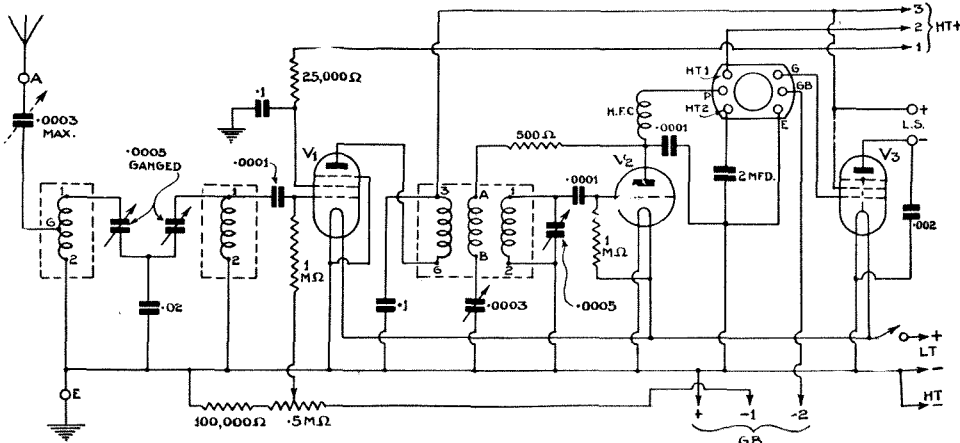 3
2
HT+
1
A
·0003
MAX.
·0005
GANGED
25,000Ω
·1
·0001
V1
1
6
2
1
2
·02
1
MΩ
·1
3
6
A
B
1
2
500Ω
·0003
·0001
·0005
1
MΩ
H.F.C
·0001
V2
HT1
P
HT2
G
GB
E
2 MFD.
V3
+
L.S.
-
·002
+
LT
-
HT
-
E
100,000Ω
·5MΩ
+
-1
-2
GB